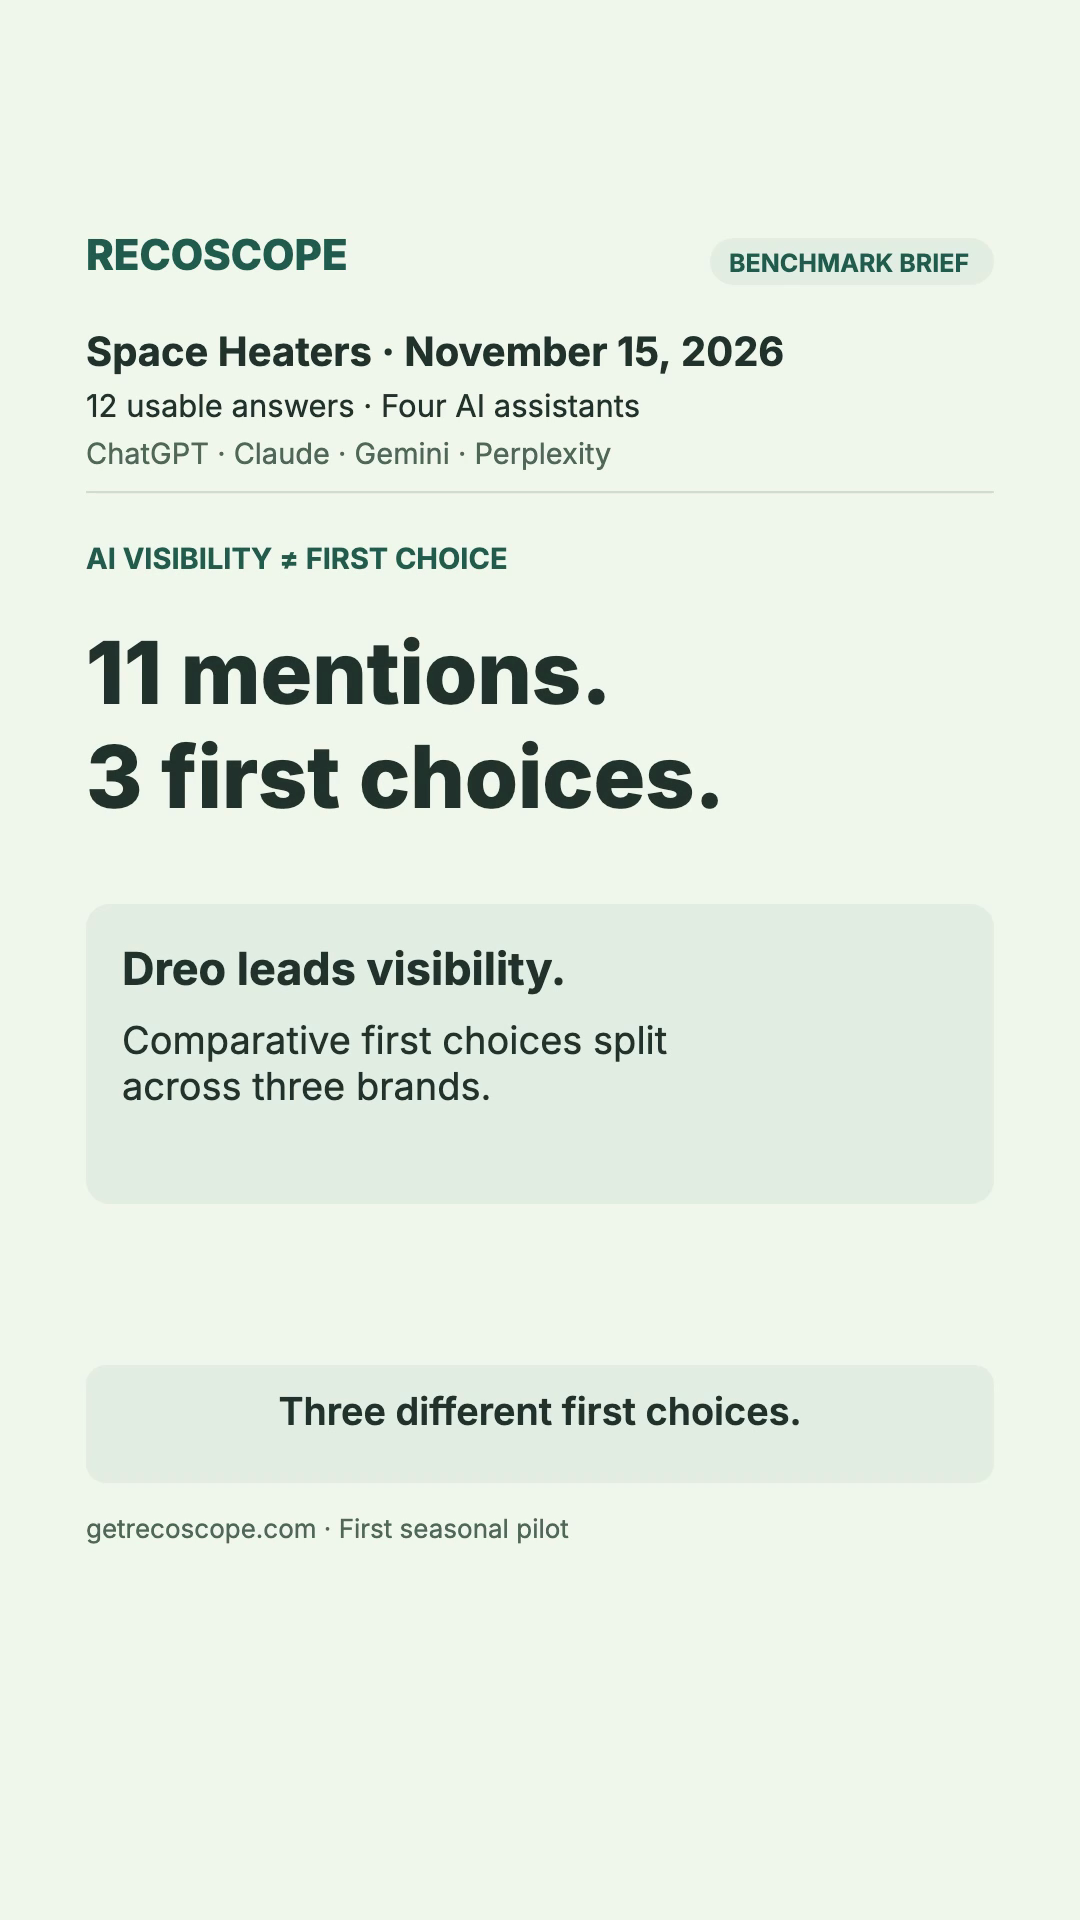 RECOSCOPE
BENCHMARK BRIEF
Space Heaters · November 15, 2026
12 usable answers · Four AI assistants
ChatGPT · Claude · Gemini · Perplexity
AI VISIBILITY ≠ FIRST CHOICE
11 mentions.
3 first choices.
Dreo leads visibility.
Comparative first choices split
across three brands.
Three different first choices.
getrecoscope.com · First seasonal pilot